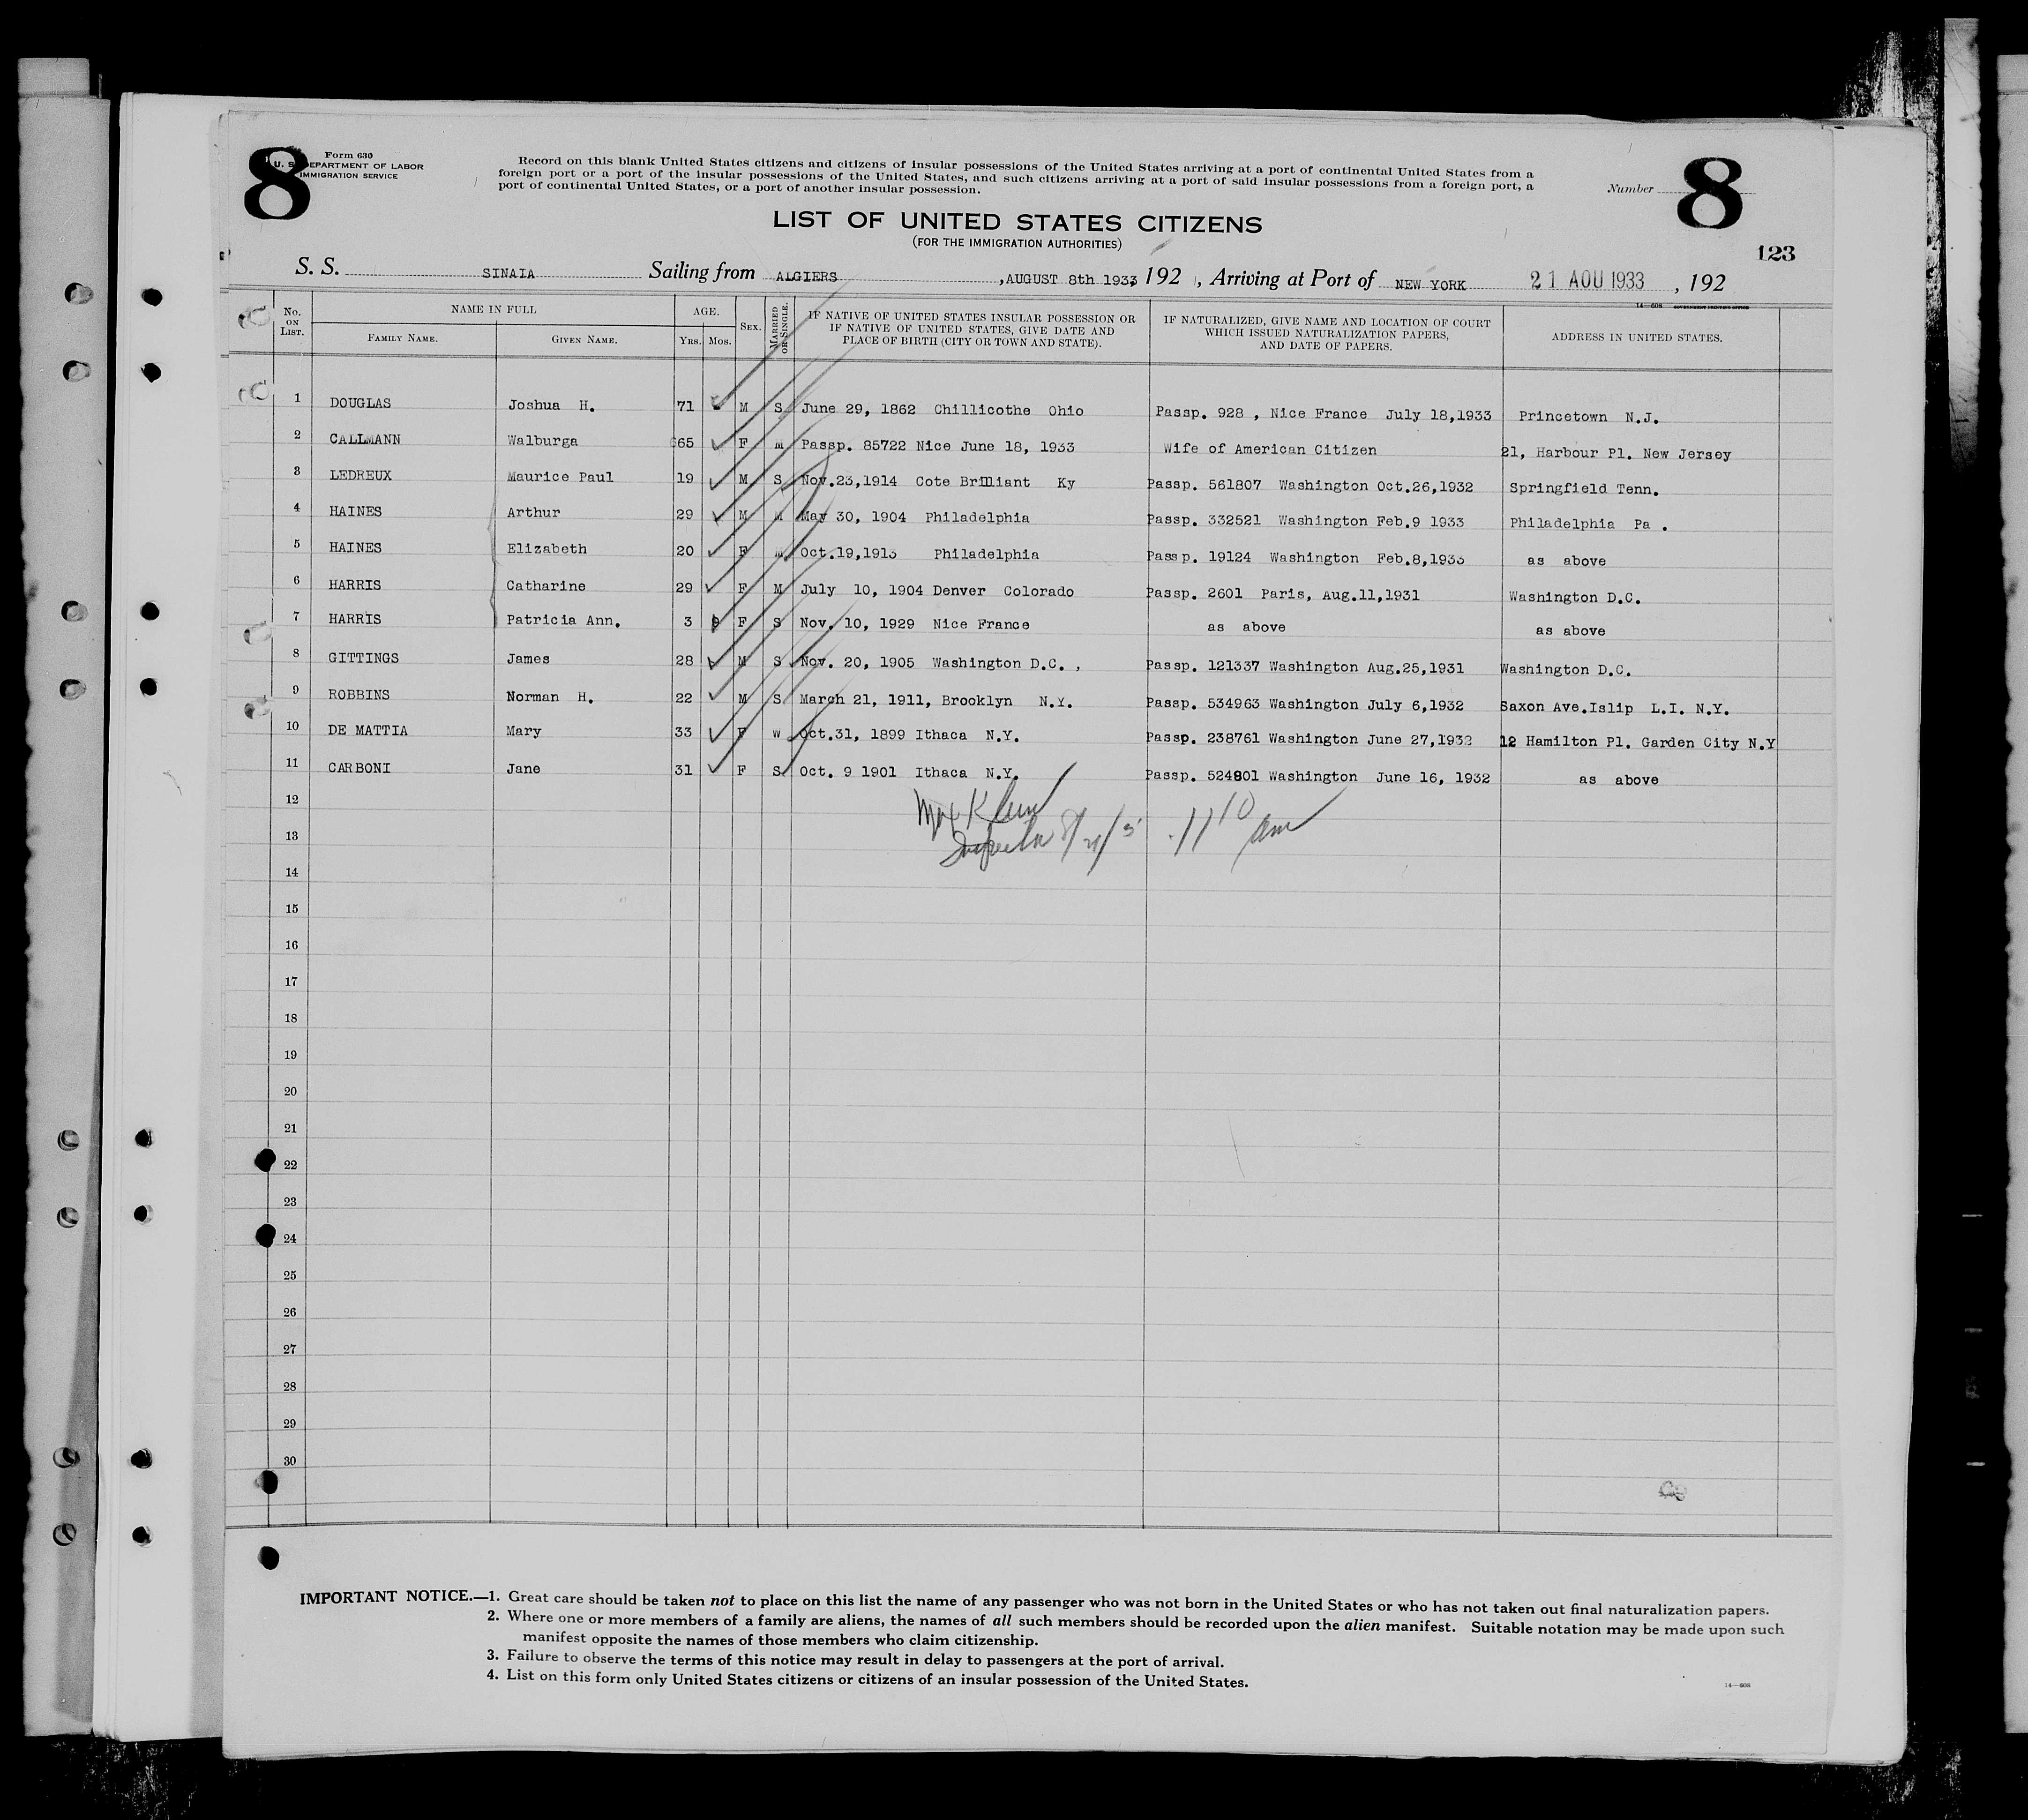 8
Form 630
U. S. DEPARTMENT OF LABOR
IMMIGRATION SERVICE
Record on this blank United States citizens and citizens of insular possessions of the United States arriving at a port of continental United States from a
foreign port or a port of the insular possessions of the United States, and such citizens arriving at a port of said insular possessions from a foreign port, a
port of continental United States, or a port of another insular possession.
Number 8
LIST OF UNITED STATES CITIZENS
(FOR THE IMMIGRATION AUTHORITIES)
123
S. S. SINAIA Sailing from ALGIERS ,AUGUST 8th 1933 192 , Arriving at Port of NEW YORK 21 AOU 1933 , 192
14—608 GOVERNMENT PRINTING OFFICE
No. ON LIST. NAME IN FULL AGE. SEX. MARRIED OR SINGLE. IF NATIVE OF UNITED STATES INSULAR POSSESSION OR IF NATIVE OF UNITED STATES, GIVE DATE AND PLACE OF BIRTH (CITY OR TOWN AND STATE). IF NATURALIZED, GIVE NAME AND LOCATION OF COURT WHICH ISSUED NATURALIZATION PAPERS, AND DATE OF PAPERS. ADDRESS IN UNITED STATES.
FAMILY NAME. GIVEN NAME. YRS. MOS.
1 DOUGLAS Joshua H. 71 M S June 29, 1862 Chillicothe Ohio Passp. 928 , Nice France July 18,1933 Princetown N.J.
2 CALLMANN Walburga 65 F M Passp. 85722 Nice June 18, 1933 Wife of American Citizen 21, Harbour Pl. New Jersey
3 LEDREUX Maurice Paul 19 M S Nov.23,1914 Cote Brilliant Ky Passp. 561807 Washington Oct.26,1932 Springfield Tenn.
4 HAINES Arthur 29 M M May 30, 1904 Philadelphia Passp. 332521 Washington Feb.9 1933 Philadelphia Pa .
5 HAINES Elizabeth 20 F M Oct.19,1913 Philadelphia Passp. 19124 Washington Feb.8,1933 as above
6 HARRIS Catharine 29 F M July 10, 1904 Denver Colorado Passp. 2601 Paris, Aug.11,1931 Washington D.C.
7 HARRIS Patricia Ann. 3 9 F S Nov. 10, 1929 Nice France as above as above
8 GITTINGS James 28 M S Nov. 20, 1905 Washington D.C. , Passp. 121337 Washington Aug.25,1931 Washington D.C.
9 ROBBINS Norman H. 22 M S March 21, 1911, Brooklyn N.Y. Passp. 534963 Washington July 6,1932 Saxon Ave.Islip L.I. N.Y.
10 DE MATTIA Mary 33 F W Oct.31, 1899 Ithaca N.Y. Passp. 238761 Washington June 27,1932 12 Hamilton Pl. Garden City N.Y
11 CARBONI Jane 31 F S Oct. 9 1901 Ithaca N.Y. Passp. 524801 Washington June 16, 1932 as above
12
Max Klein
13
Inspector 8/21/3 11 10 am
14
15
16
17
18
19
20
21
22
23
24
25
26
27
28
29
30
IMPORTANT NOTICE.—1. Great care should be taken not to place on this list the name of any passenger who was not born in the United States or who has not taken out final naturalization papers.
2. Where one or more members of a family are aliens, the names of all such members should be recorded upon the alien manifest. Suitable notation may be made upon such
manifest opposite the names of those members who claim citizenship.
3. Failure to observe the terms of this notice may result in delay to passengers at the port of arrival.
4. List on this form only United States citizens or citizens of an insular possession of the United States.
14—608